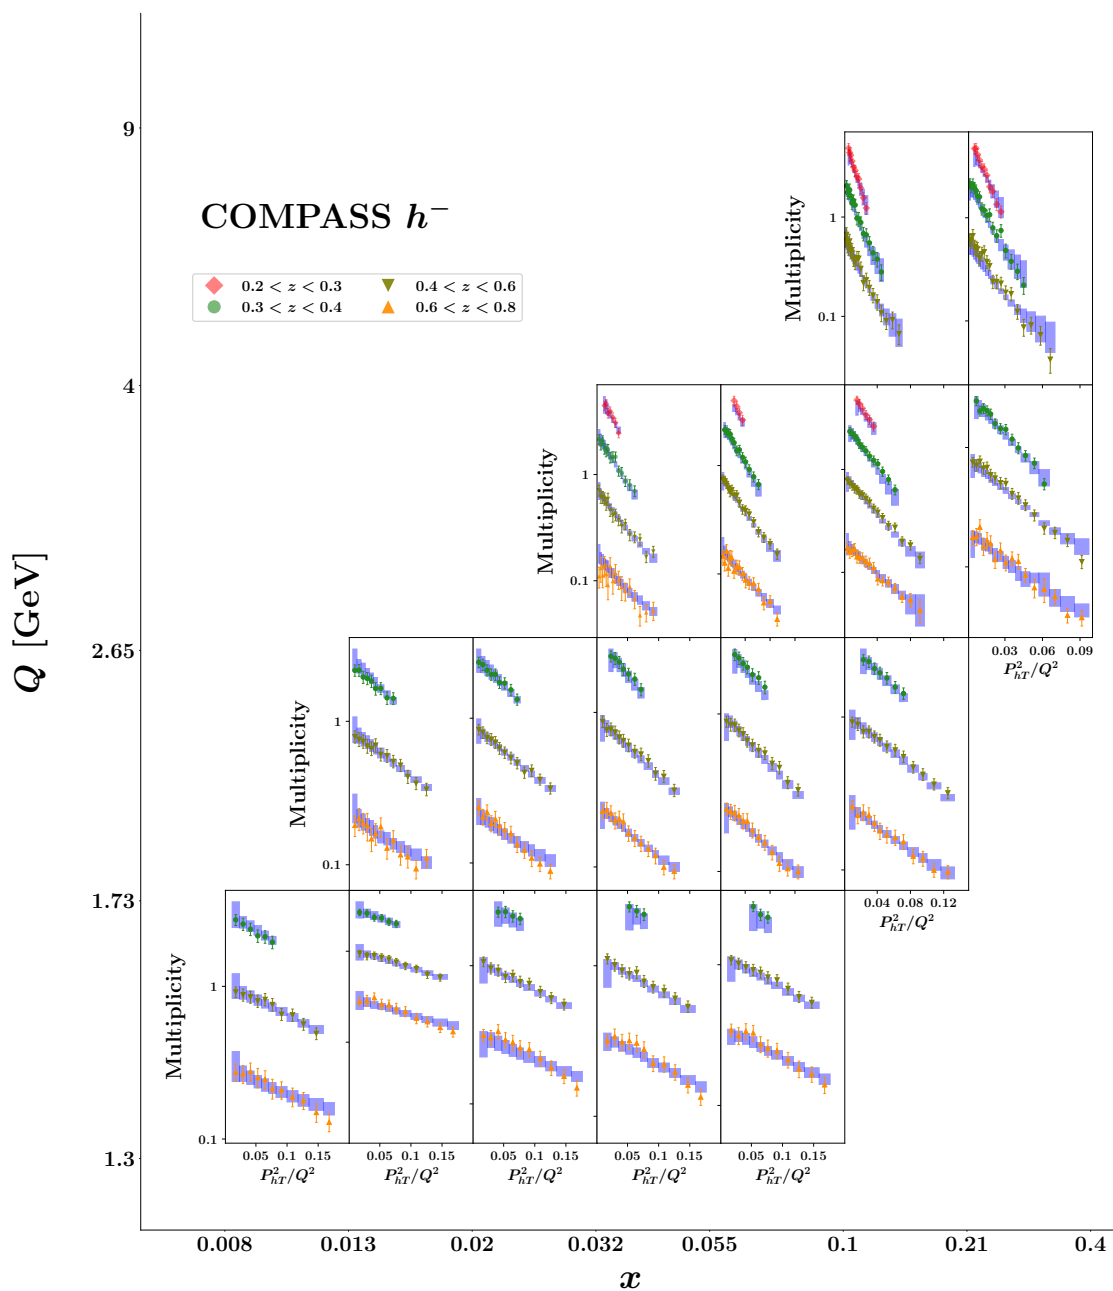 COMPASS h⁻
0.2 < z < 0.3
0.4 < z < 0.6
0.3 < z < 0.4
0.6 < z < 0.8
Q [GeV]
9
4
2.65
1.73
1.3
Multiplicity
1
0.1
Multiplicity
1
0.1
0.03 0.06 0.09
P²hT/Q²
Multiplicity
1
0.1
0.04 0.08 0.12
P²hT/Q²
Multiplicity
1
0.1
0.05 0.1 0.15
P²hT/Q²
0.05 0.1 0.15
P²hT/Q²
0.05 0.1 0.15
P²hT/Q²
0.05 0.1 0.15
P²hT/Q²
0.05 0.1 0.15
P²hT/Q²
0.008 0.013 0.02 0.032 0.055 0.1 0.21 0.4
x